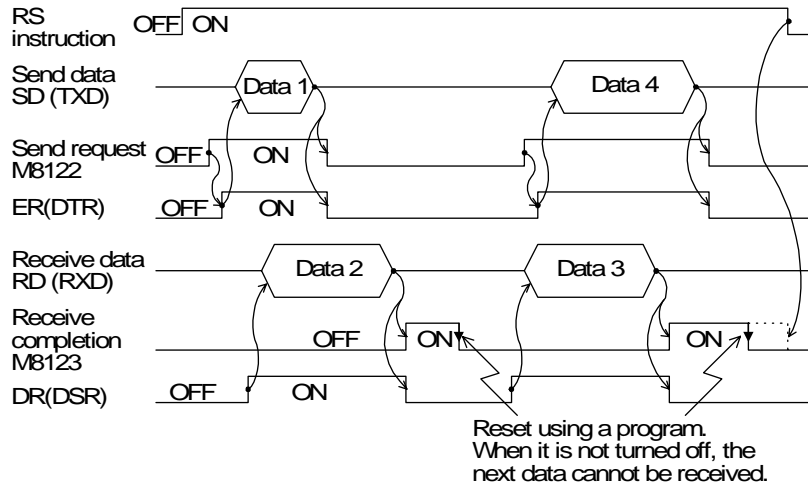 RS
instruction
OFF ON
Send data
SD (TXD)
Data 1
Data 4
Send request
M8122
OFF
ON
ER(DTR)
OFF
ON
Receive data
RD (RXD)
Data 2
Data 3
Receive
completion
M8123
OFF
ON
ON
DR(DSR)
OFF
ON
Reset using a program.
When it is not turned off, the
next data cannot be received.